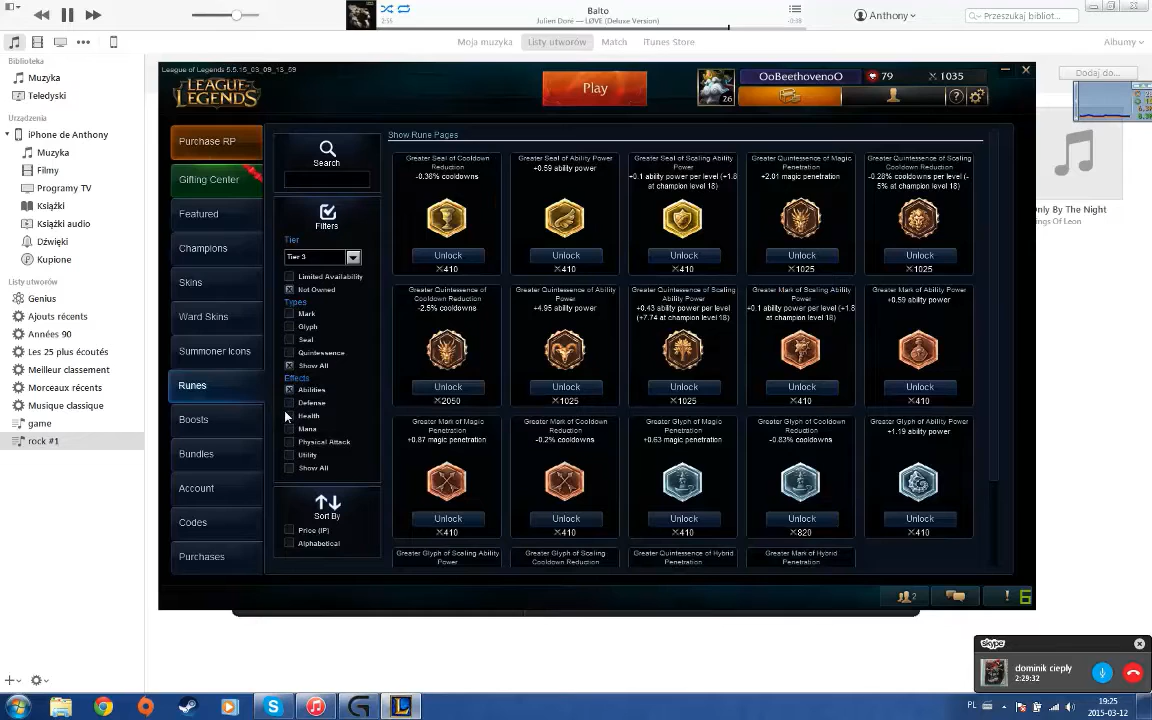 Balto
2:55 Julien Doré — LØVE (Deluxe Version) -0:38
Anthony
Przeszukaj bibliot...
Moja muzyka Listy utworów Match iTunes Store
Albumy
Biblioteka
Muzyka
Teledyski
Urządzenia
iPhone de Anthony
Muzyka
Filmy
Programy TV
Książki
Książki audio
Dźwięki
Kupione
Listy utworów
Genius
Ajouts récents
Années 90
Les 25 plus écoutés
Meilleur classement
Morceaux récents
Musique classique
game
rock #1
Dodaj do...
Only By The Night
ings Of Leon
League of Legends 5.5.15_03_09_13_59
LEAGUE OF LEGENDS
Play
26
OoBeethovenoO
79
1035
?
Purchase RP
Gifting Center
Featured
Champions
Skins
Ward Skins
Summoner Icons
Runes
Boosts
Bundles
Account
Codes
Purchases
Search
Filters
Tier
Tier 3
Limited Availability
Not Owned
Types
Mark
Glyph
Seal
Quintessence
Show All
Effects
Abilities
Defense
Health
Mana
Physical Attack
Utility
Show All
Sort By
Price (IP)
Alphabetical
Show Rune Pages
Greater Seal of Cooldown Reduction
-0.36% cooldowns
Unlock
410
Greater Seal of Ability Power
+0.59 ability power
Unlock
410
Greater Seal of Scaling Ability Power
+0.1 ability power per level (+1.8 at champion level 18)
Unlock
410
Greater Quintessence of Magic Penetration
+2.01 magic penetration
Unlock
1025
Greater Quintessence of Scaling Cooldown Reduction
-0.28% cooldowns per level (-5% at champion level 18)
Unlock
1025
Greater Quintessence of Cooldown Reduction
-2.5% cooldowns
Unlock
2050
Greater Quintessence of Ability Power
+4.95 ability power
Unlock
1025
Greater Quintessence of Scaling Ability Power
+0.43 ability power per level (+7.74 at champion level 18)
Unlock
1025
Greater Mark of Scaling Ability Power
+0.1 ability power per level (+1.8 at champion level 18)
Unlock
410
Greater Mark of Ability Power
+0.59 ability power
Unlock
410
Greater Mark of Magic Penetration
+0.87 magic penetration
Unlock
410
Greater Mark of Cooldown Reduction
-0.2% cooldowns
Unlock
410
Greater Glyph of Magic Penetration
+0.63 magic penetration
Unlock
410
Greater Glyph of Cooldown Reduction
-0.83% cooldowns
Unlock
820
Greater Glyph of Ability Power
+1.19 ability power
Unlock
410
Greater Glyph of Scaling Ability Power
Greater Glyph of Scaling Cooldown Reduction
Greater Quintessence of Hybrid Penetration
Greater Mark of Hybrid Penetration
2
!
6
skype
dominik cieply
2:29:32
PL
19:25
2015-03-12